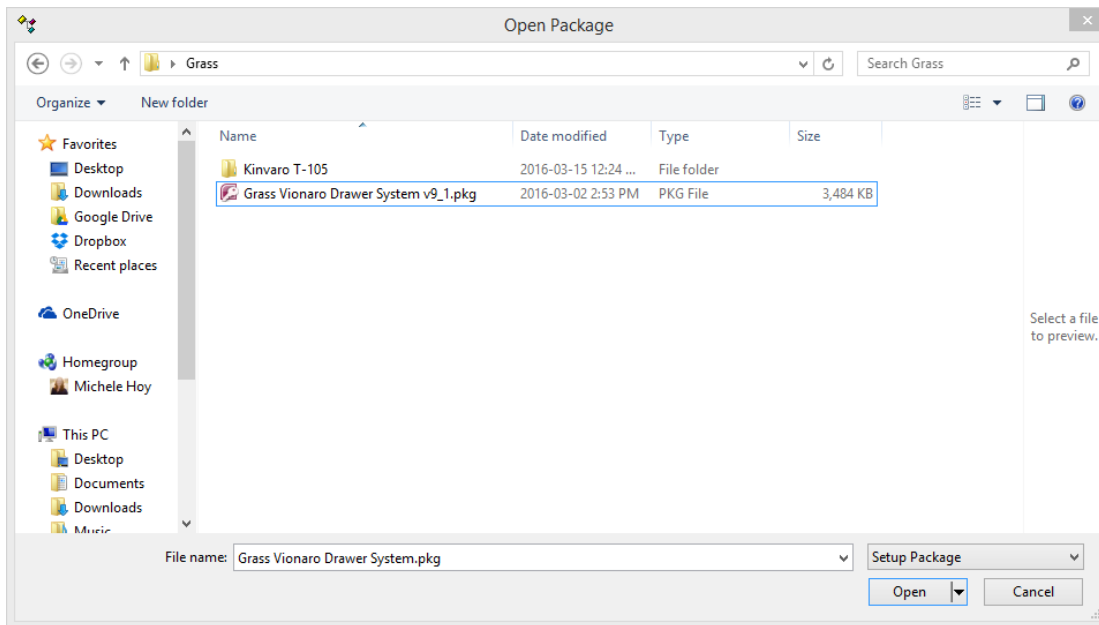 Open Package
Grass
Search Grass
Organize
New folder
Name Date modified Type Size
Favorites
Desktop
Downloads
Google Drive
Dropbox
Recent places
OneDrive
Homegroup
Michele Hoy
This PC
Desktop
Documents
Downloads
Music
Kinvaro T-105 2016-03-15 12:24 ... File folder
Grass Vionaro Drawer System v9_1.pkg 2016-03-02 2:53 PM PKG File 3,484 KB
Select a file
to preview.
File name: Grass Vionaro Drawer System.pkg
Setup Package
Open
Cancel